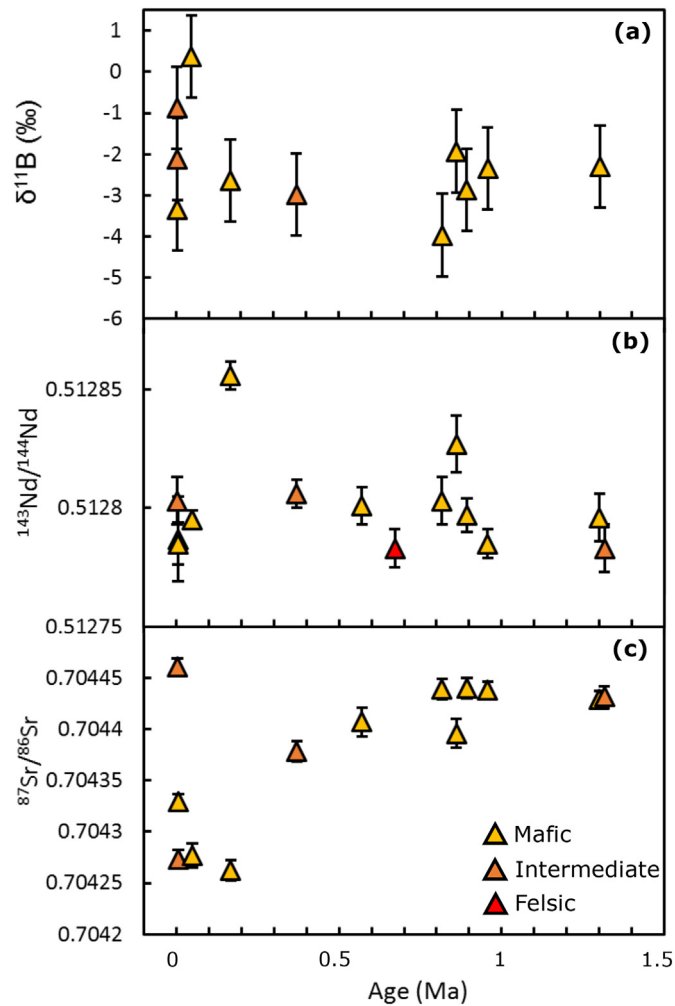 (a)
1
0
-1
-2
-3
-4
-5
-6
δ¹¹B (‰)
(b)
0.51285
0.5128
0.51275
¹⁴³Nd/¹⁴⁴Nd
(c)
0.70445
0.7044
0.70435
0.7043
0.70425
0.7042
⁸⁷Sr/⁸⁶Sr
Mafic
Intermediate
Felsic
0 0.5 1 1.5
Age (Ma)